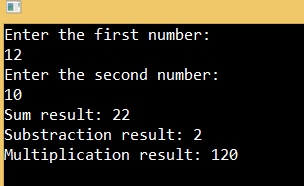 Enter the first number:
12
Enter the second number:
10
Sum result: 22
Substraction result: 2
Multiplication result: 120